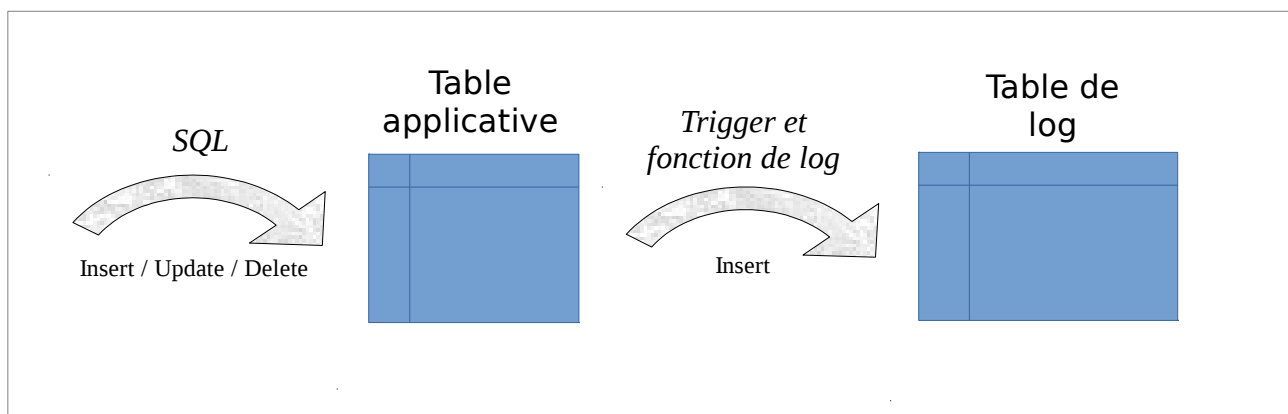 SQL
Insert / Update / Delete
Table
applicative
Trigger et
fonction de log
Insert
Table de
log